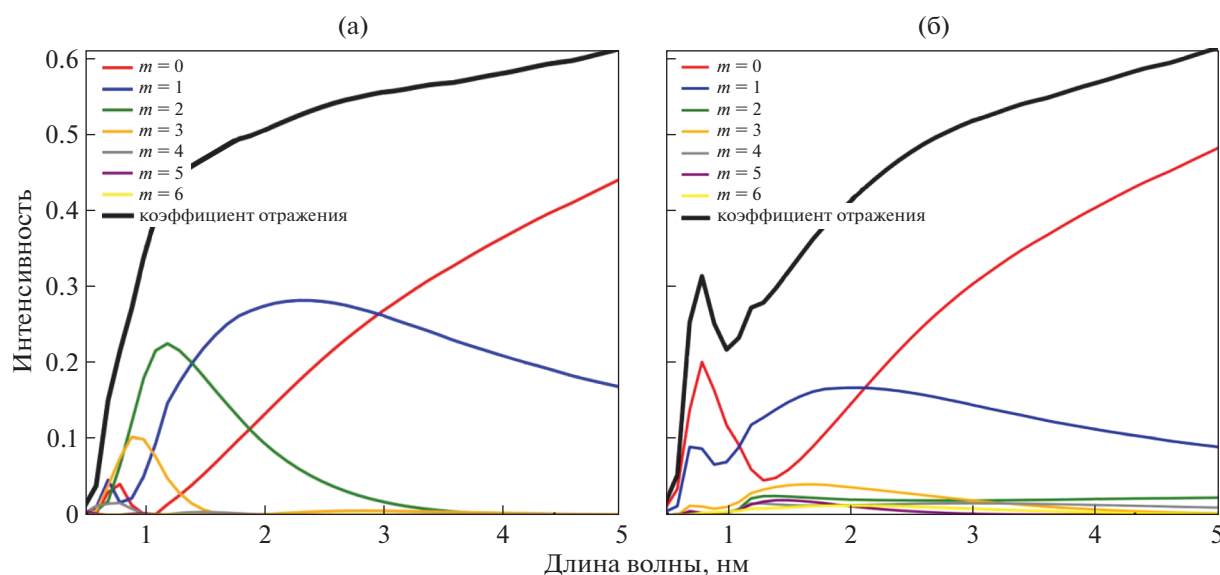 (а)
0.6
0.5
0.4
0.3
0.2
0.1
0
Интенсивность
m = 0
m = 1
m = 2
m = 3
m = 4
m = 5
m = 6
коэффициент отражения
1 2 3 4 5
(б)
m = 0
m = 1
m = 2
m = 3
m = 4
m = 5
m = 6
коэффициент отражения
1 2 3 4 5
Длина волны, нм